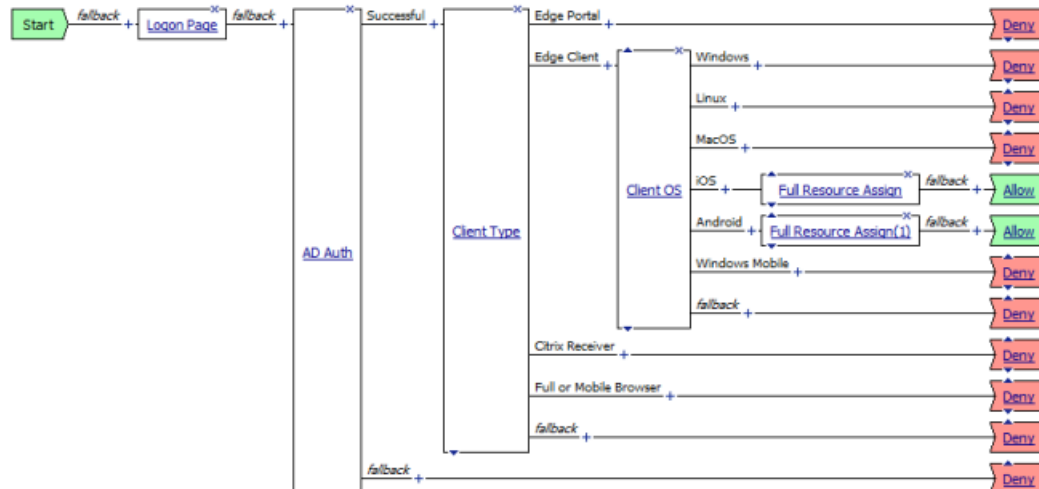 Start
fallback
Logon Page
fallback
AD Auth
Successful
Client Type
Edge Portal
Deny
Edge Client
Client OS
Windows
Deny
Linux
Deny
MacOS
Deny
iOS
Full Resource Assign
fallback
Allow
Android
Full Resource Assign(1)
fallback
Allow
Windows Mobile
Deny
fallback
Deny
Citrix Receiver
Deny
Full or Mobile Browser
Deny
fallback
Deny
fallback
Deny